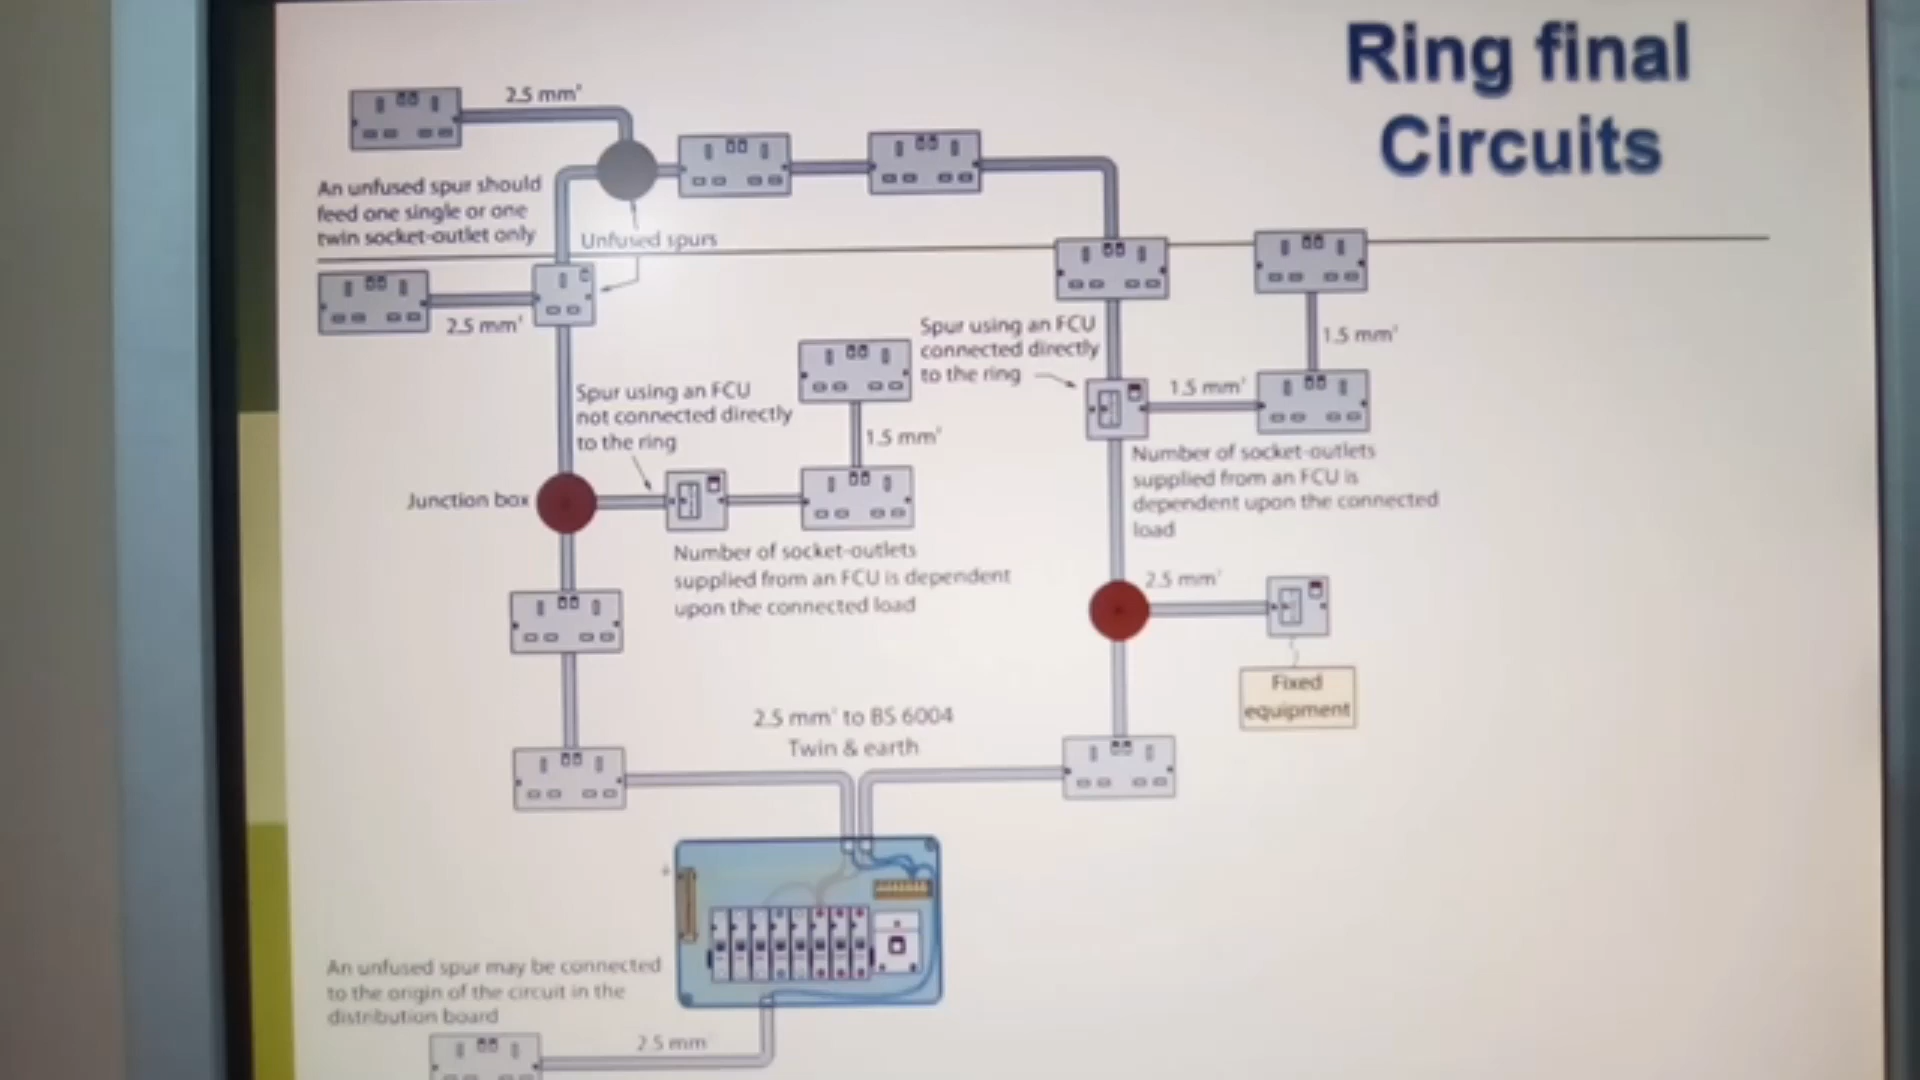 Ring final
Circuits
2.5 mm²
An unfused spur should
feed one single or one
twin socket-outlet only
Unfused spurs
2.5 mm²
Spur using an FCU
connected directly
to the ring
1.5 mm²
Spur using an FCU
not connected directly
to the ring
1.5 mm²
1.5 mm²
Number of socket-outlets
supplied from an FCU is
dependent upon the connected
load
Junction box
Number of socket-outlets
supplied from an FCU is dependent
upon the connected load
2.5 mm²
Fixed
equipment
2.5 mm² to BS 6004
Twin & earth
An unfused spur may be connected
to the origin of the circuit in the
distribution board
2.5 mm